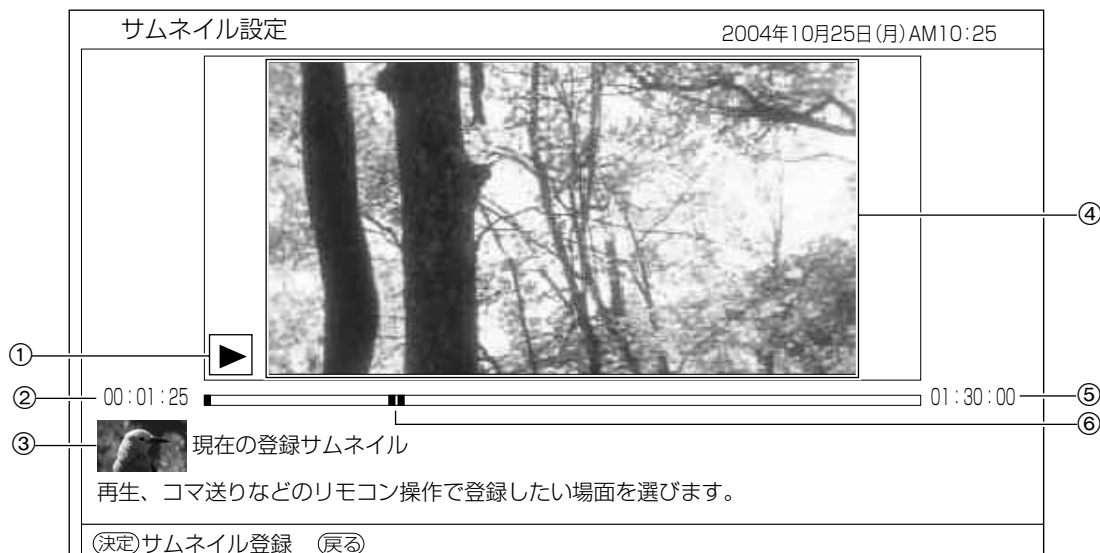 サムネイル設定
2004年10月25日(月)AM10:25
④
①
② 00:01:25 01:30:00 ⑤
⑥
③ 現在の登録サムネイル
再生、コマ送りなどのリモコン操作で登録したい場面を選びます。
決定 サムネイル登録 戻る